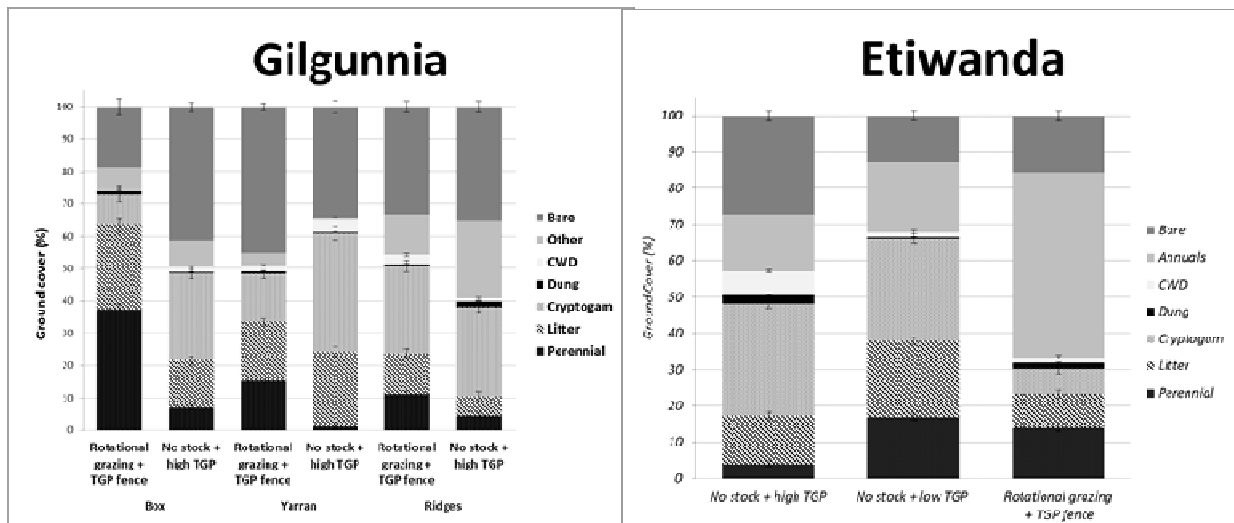 Gilgunnia
Ground cover (%)
100
90
80
70
60
50
40
30
20
10
0
Rotational grazing + TGP fence
No stock + high TGP
Rotational grazing + TGP fence
No stock + high TGP
Rotational grazing + TGP fence
No stock + high TGP
Box
Yarran
Ridges
Bare
Other
CWD
Dung
Cryptogam
Litter
Perennial
Etiwanda
Ground Cover (%)
100
90
80
70
60
50
40
30
20
10
0
No stock + high TGP
No stock + low TGP
Rotational grazing
+ TGP fence
Bare
Annuals
CWD
Dung
Cryptogam
Litter
Perennial